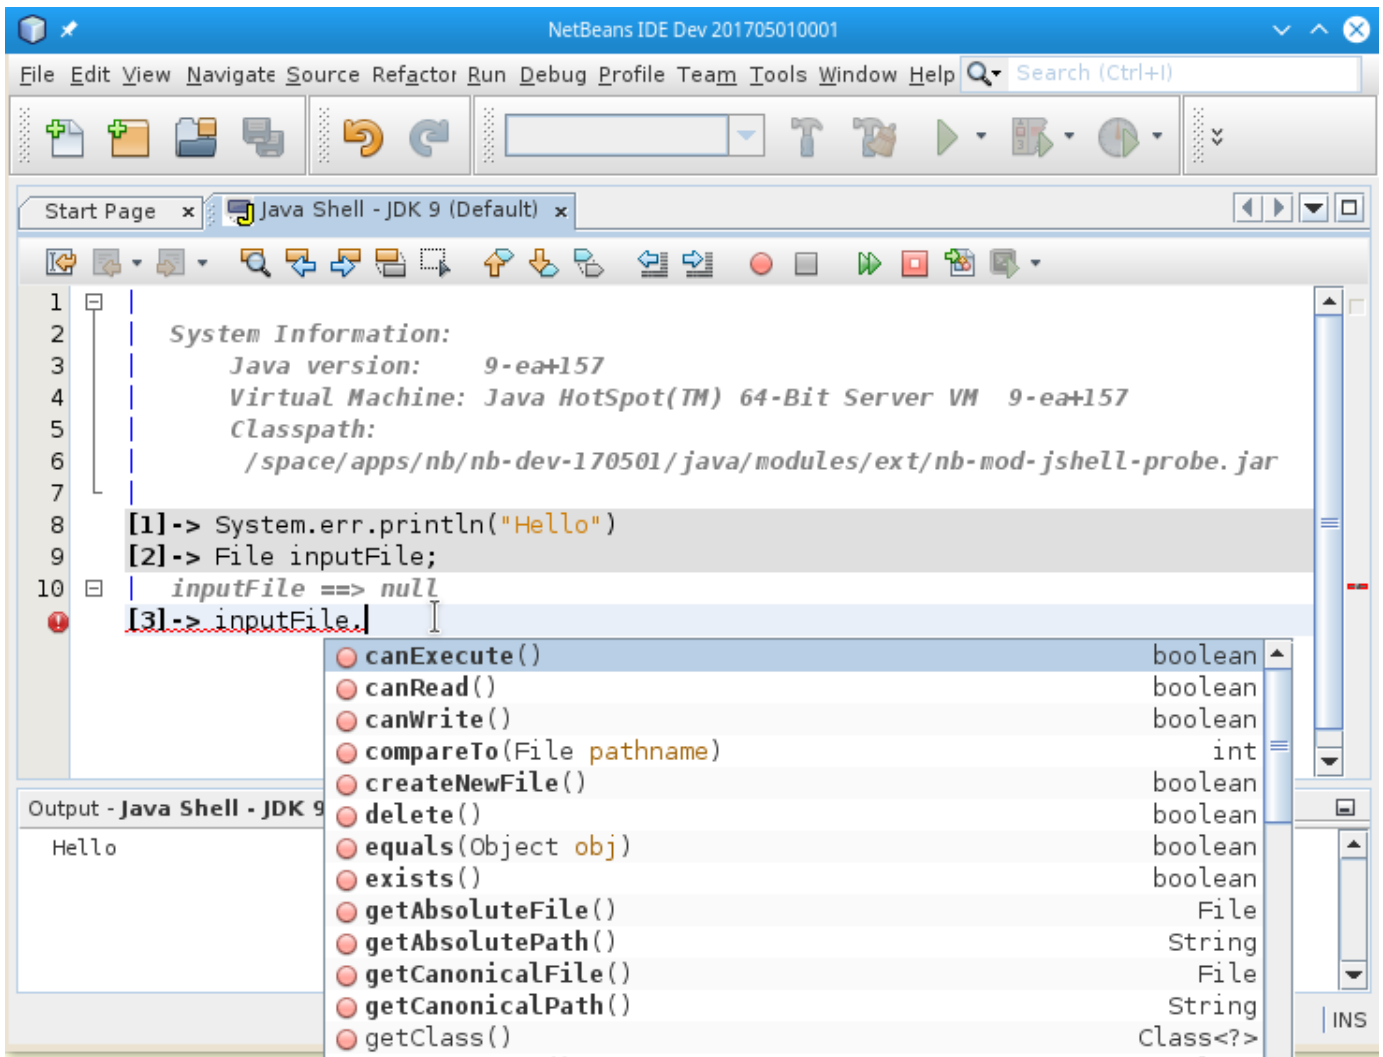 NetBeans IDE Dev 201705010001
File Edit View Navigate Source Refactor Run Debug Profile Team Tools Window Help Search (Ctrl+I)
Start Page x Java Shell - JDK 9 (Default) x
1
2 System Information:
3 Java version: 9-ea+157
4 Virtual Machine: Java HotSpot(TM) 64-Bit Server VM 9-ea+157
5 Classpath:
6 /space/apps/nb/nb-dev-170501/java/modules/ext/nb-mod-jshell-probe.jar
7
8 [1]-> System.err.println("Hello")
9 [2]-> File inputFile;
10 | inputFile ==> null
[3]-> inputFile.
canExecute() boolean
canRead() boolean
canWrite() boolean
compareTo(File pathname) int
createNewFile() boolean
delete() boolean
equals(Object obj) boolean
exists() boolean
getAbsoluteFile() File
getAbsolutePath() String
getCanonicalFile() File
getCanonicalPath() String
getClass() Class<?>
Output - Java Shell - JDK 9
Hello
INS